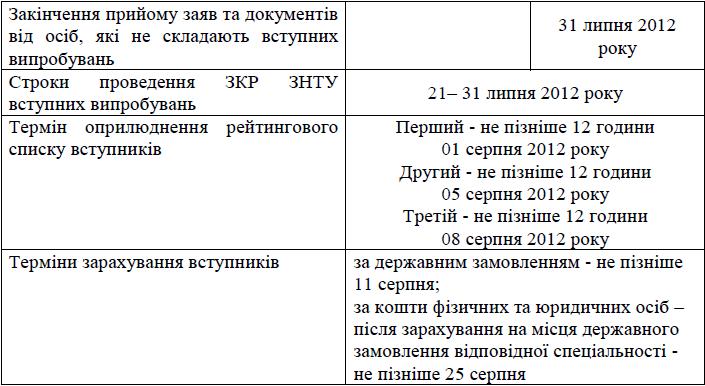 Закінчення прийому заяв та документів
від осіб, які не складають вступних
випробувань
31 липня 2012
року
Строки проведення ЗКР ЗНТУ
вступних випробувань
21– 31 липня 2012 року
Термін оприлюднення рейтингового
списку вступників
Перший - не пізніше 12 години
01 серпня 2012 року
Другий - не пізніше 12 години
05 серпня 2012 року
Третій - не пізніше 12 години
08 серпня 2012 року
Терміни зарахування вступників
за державним замовленням - не пізніше
11 серпня;
за кошти фізичних та юридичних осіб –
після зарахування на місця державного
замовлення відповідної спеціальності -
не пізніше 25 серпня